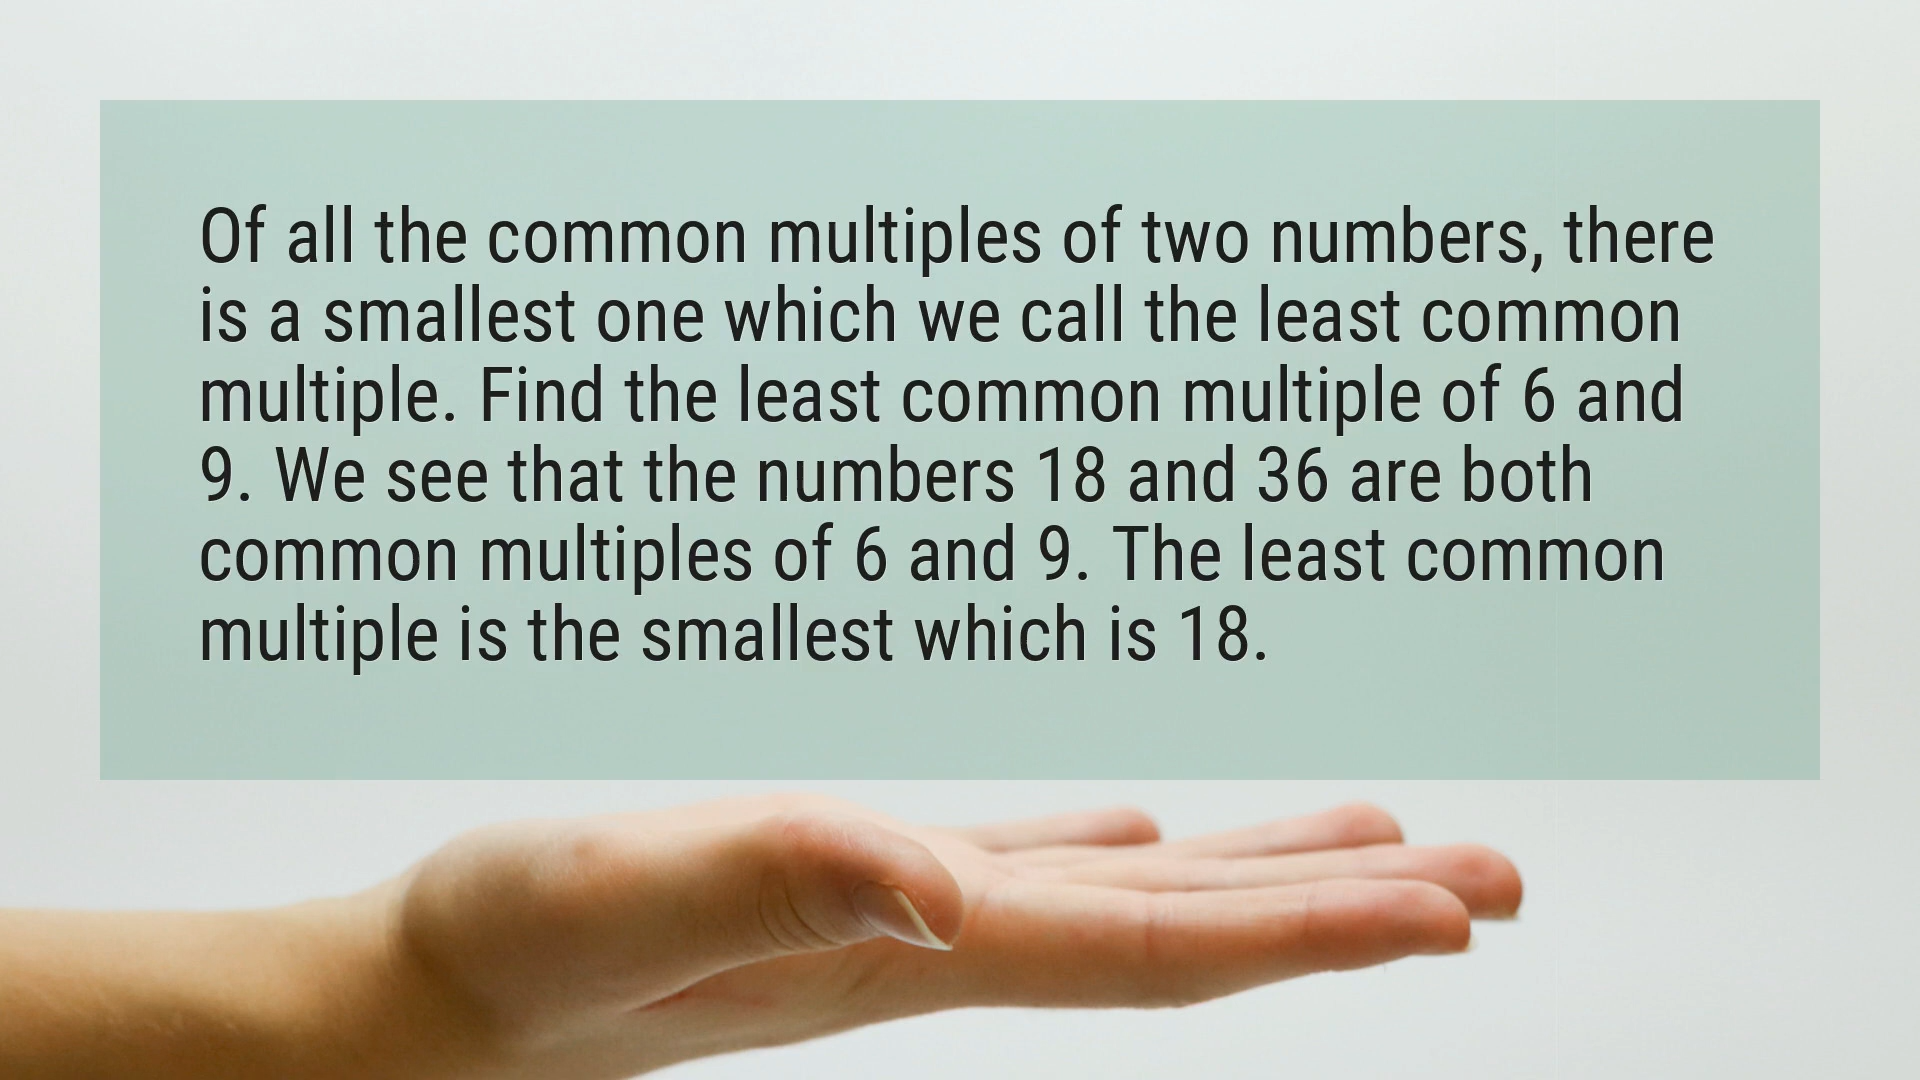 Of all the common multiples of two numbers, there
is a smallest one which we call the least common
multiple. Find the least common multiple of 6 and
9. We see that the numbers 18 and 36 are both
common multiples of 6 and 9. The least common
multiple is the smallest which is 18.